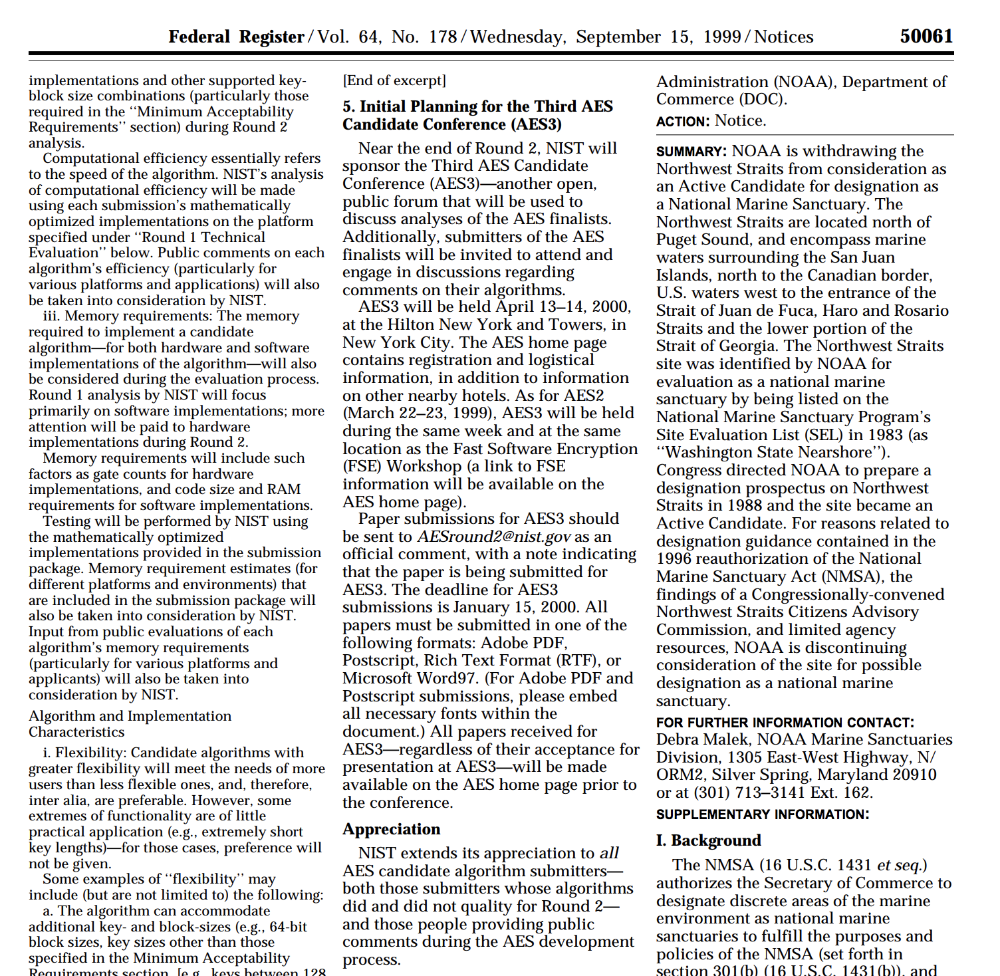 Federal Register / Vol. 64, No. 178 / Wednesday, September 15, 1999 / Notices 50061
implementations and other supported key-
block size combinations (particularly those
required in the ‘‘Minimum Acceptability
Requirements’’ section) during Round 2
analysis.
Computational efficiency essentially refers
to the speed of the algorithm. NIST's analysis
of computational efficiency will be made
using each submission's mathematically
optimized implementations on the platform
specified under ‘‘Round 1 Technical
Evaluation’’ below. Public comments on each
algorithm's efficiency (particularly for
various platforms and applications) will also
be taken into consideration by NIST.
iii. Memory requirements: The memory
required to implement a candidate
algorithm—for both hardware and software
implementations of the algorithm—will also
be considered during the evaluation process.
Round 1 analysis by NIST will focus
primarily on software implementations; more
attention will be paid to hardware
implementations during Round 2.
Memory requirements will include such
factors as gate counts for hardware
implementations, and code size and RAM
requirements for software implementations.
Testing will be performed by NIST using
the mathematically optimized
implementations provided in the submission
package. Memory requirement estimates (for
different platforms and environments) that
are included in the submission package will
also be taken into consideration by NIST.
Input from public evaluations of each
algorithm's memory requirements
(particularly for various platforms and
applicants) will also be taken into
consideration by NIST.
Algorithm and Implementation
Characteristics
i. Flexibility: Candidate algorithms with
greater flexibility will meet the needs of more
users than less flexible ones, and, therefore,
inter alia, are preferable. However, some
extremes of functionality are of little
practical application (e.g., extremely short
key lengths)—for those cases, preference will
not be given.
Some examples of ‘‘flexibility’’ may
include (but are not limited to) the following:
a. The algorithm can accommodate
additional key- and block-sizes (e.g., 64-bit
block sizes, key sizes other than those
specified in the Minimum Acceptability
Requirements section, [e.g., keys between 128
[End of excerpt]
5. Initial Planning for the Third AES
Candidate Conference (AES3)
Near the end of Round 2, NIST will
sponsor the Third AES Candidate
Conference (AES3)—another open,
public forum that will be used to
discuss analyses of the AES finalists.
Additionally, submitters of the AES
finalists will be invited to attend and
engage in discussions regarding
comments on their algorithms.
AES3 will be held April 13–14, 2000,
at the Hilton New York and Towers, in
New York City. The AES home page
contains registration and logistical
information, in addition to information
on other nearby hotels. As for AES2
(March 22–23, 1999), AES3 will be held
during the same week and at the same
location as the Fast Software Encryption
(FSE) Workshop (a link to FSE
information will be available on the
AES home page).
Paper submissions for AES3 should
be sent to AESround2@nist.gov as an
official comment, with a note indicating
that the paper is being submitted for
AES3. The deadline for AES3
submissions is January 15, 2000. All
papers must be submitted in one of the
following formats: Adobe PDF,
Postscript, Rich Text Format (RTF), or
Microsoft Word97. (For Adobe PDF and
Postscript submissions, please embed
all necessary fonts within the
document.) All papers received for
AES3—regardless of their acceptance for
presentation at AES3—will be made
available on the AES home page prior to
the conference.
Appreciation
NIST extends its appreciation to all
AES candidate algorithm submitters—
both those submitters whose algorithms
did and did not quality for Round 2—
and those people providing public
comments during the AES development
process.
Administration (NOAA), Department of
Commerce (DOC).
ACTION: Notice.
SUMMARY: NOAA is withdrawing the
Northwest Straits from consideration as
an Active Candidate for designation as
a National Marine Sanctuary. The
Northwest Straits are located north of
Puget Sound, and encompass marine
waters surrounding the San Juan
Islands, north to the Canadian border,
U.S. waters west to the entrance of the
Strait of Juan de Fuca, Haro and Rosario
Straits and the lower portion of the
Strait of Georgia. The Northwest Straits
site was identified by NOAA for
evaluation as a national marine
sanctuary by being listed on the
National Marine Sanctuary Program's
Site Evaluation List (SEL) in 1983 (as
‘‘Washington State Nearshore’’).
Congress directed NOAA to prepare a
designation prospectus on Northwest
Straits in 1988 and the site became an
Active Candidate. For reasons related to
designation guidance contained in the
1996 reauthorization of the National
Marine Sanctuary Act (NMSA), the
findings of a Congressionally-convened
Northwest Straits Citizens Advisory
Commission, and limited agency
resources, NOAA is discontinuing
consideration of the site for possible
designation as a national marine
sanctuary.
FOR FURTHER INFORMATION CONTACT:
Debra Malek, NOAA Marine Sanctuaries
Division, 1305 East-West Highway, N/
ORM2, Silver Spring, Maryland 20910
or at (301) 713–3141 Ext. 162.
SUPPLEMENTARY INFORMATION:
I. Background
The NMSA (16 U.S.C. 1431 et seq.)
authorizes the Secretary of Commerce to
designate discrete areas of the marine
environment as national marine
sanctuaries to fulfill the purposes and
policies of the NMSA (set forth in
section 301(b) (16 U.S.C. 1431(b)), and